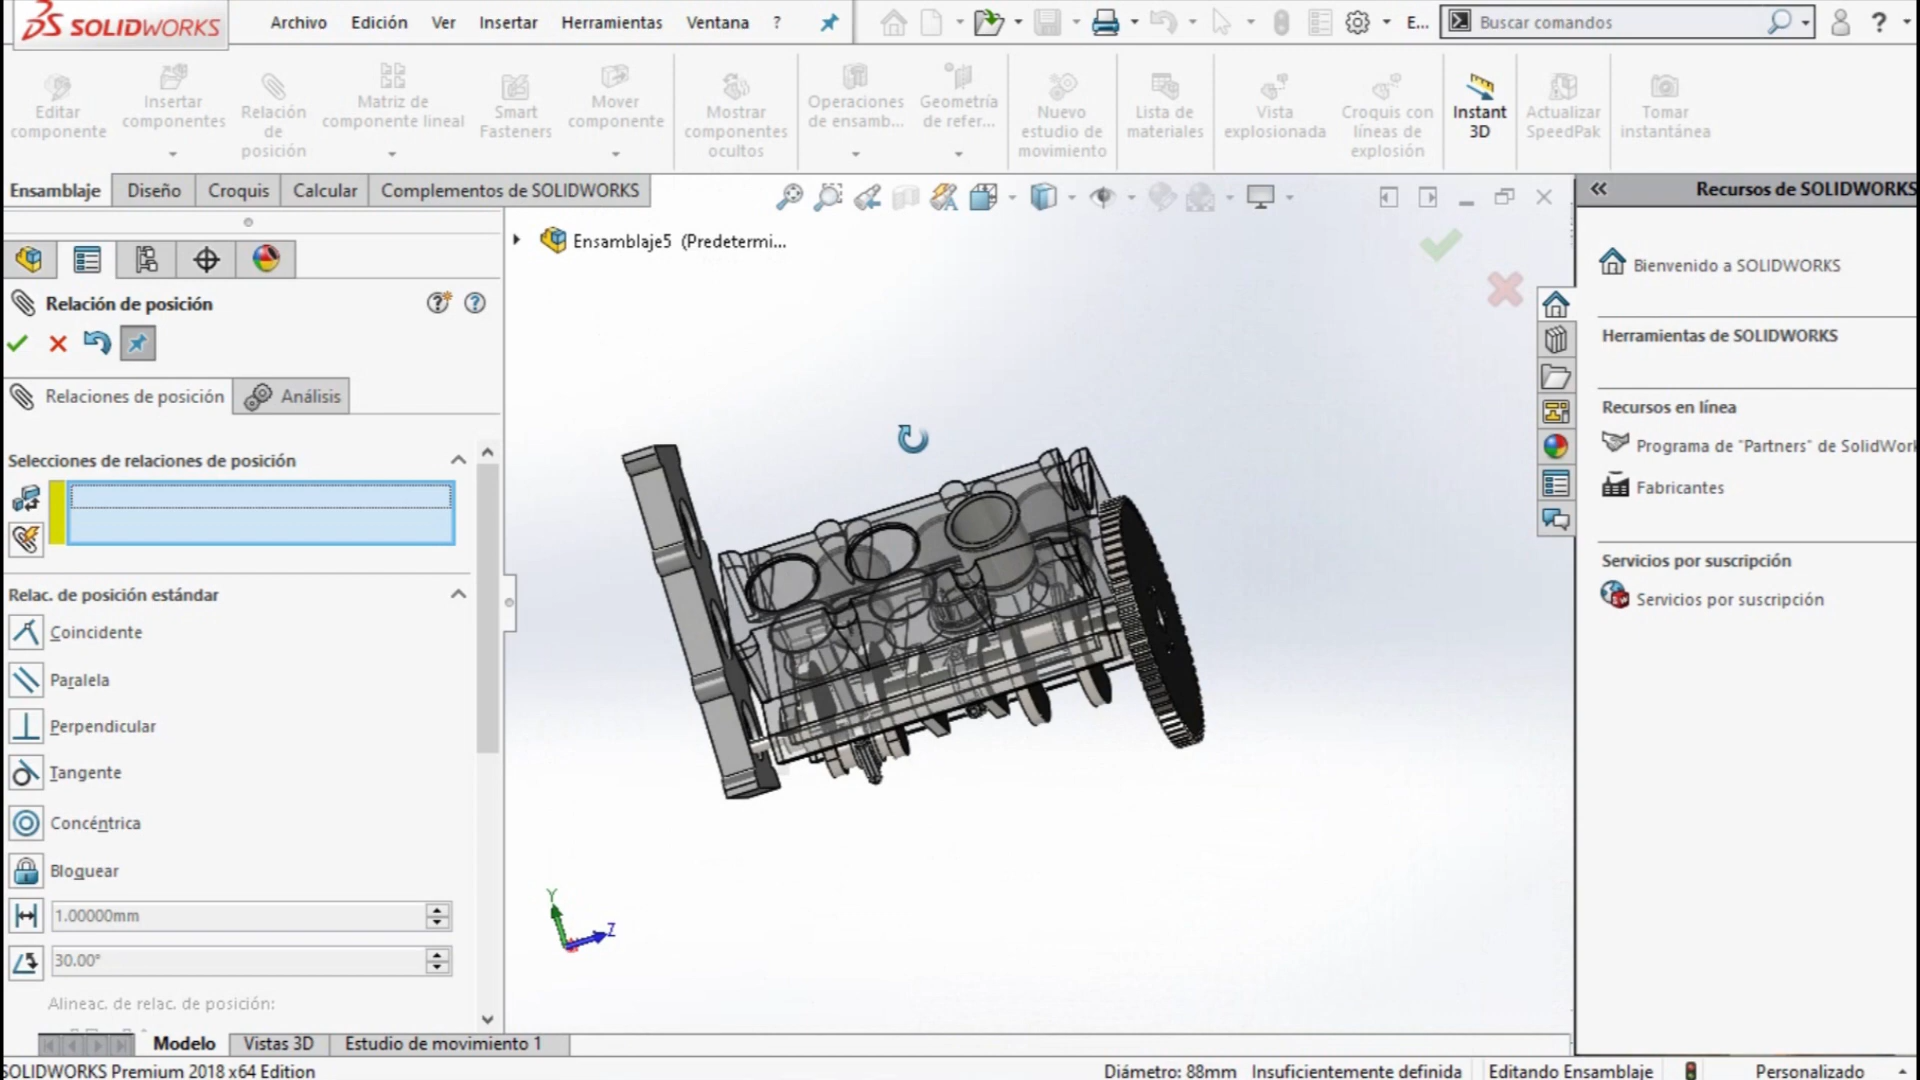 SOLIDWORKS
Archivo Edición Ver Insertar Herramientas Ventana ?
E...
Buscar comandos
?
Editar componente
Insertar componentes
Relación de posición
Matriz de componente lineal
Smart Fasteners
Mover componente
Mostrar componentes ocultos
Operaciones de ensamb...
Geometría de refer...
Nuevo estudio de movimiento
Lista de materiales
Vista explosionada
Croquis con líneas de explosión
Instant 3D
Actualizar SpeedPak
Tomar instantánea
Ensamblaje Diseño Croquis Calcular Complementos de SOLIDWORKS
Recursos de SOLIDWORKS
Ensamblaje5 (Predetermi...
Relación de posición
Relaciones de posición Análisis
Selecciones de relaciones de posición
Relac. de posición estándar
Coincidente
Paralela
Perpendicular
Tangente
Concéntrica
Bloquear
1.00000mm
30.00°
Alineac. de relac. de posición:
Y
Z
Bienvenido a SOLIDWORKS
Herramientas de SOLIDWORKS
Recursos en línea
Programa de "Partners" de SolidWor
Fabricantes
Servicios por suscripción
Servicios por suscripción
Modelo Vistas 3D Estudio de movimiento 1
SOLIDWORKS Premium 2018 x64 Edition
Diámetro: 88mm Insuficientemente definida Editando Ensamblaje Personalizado